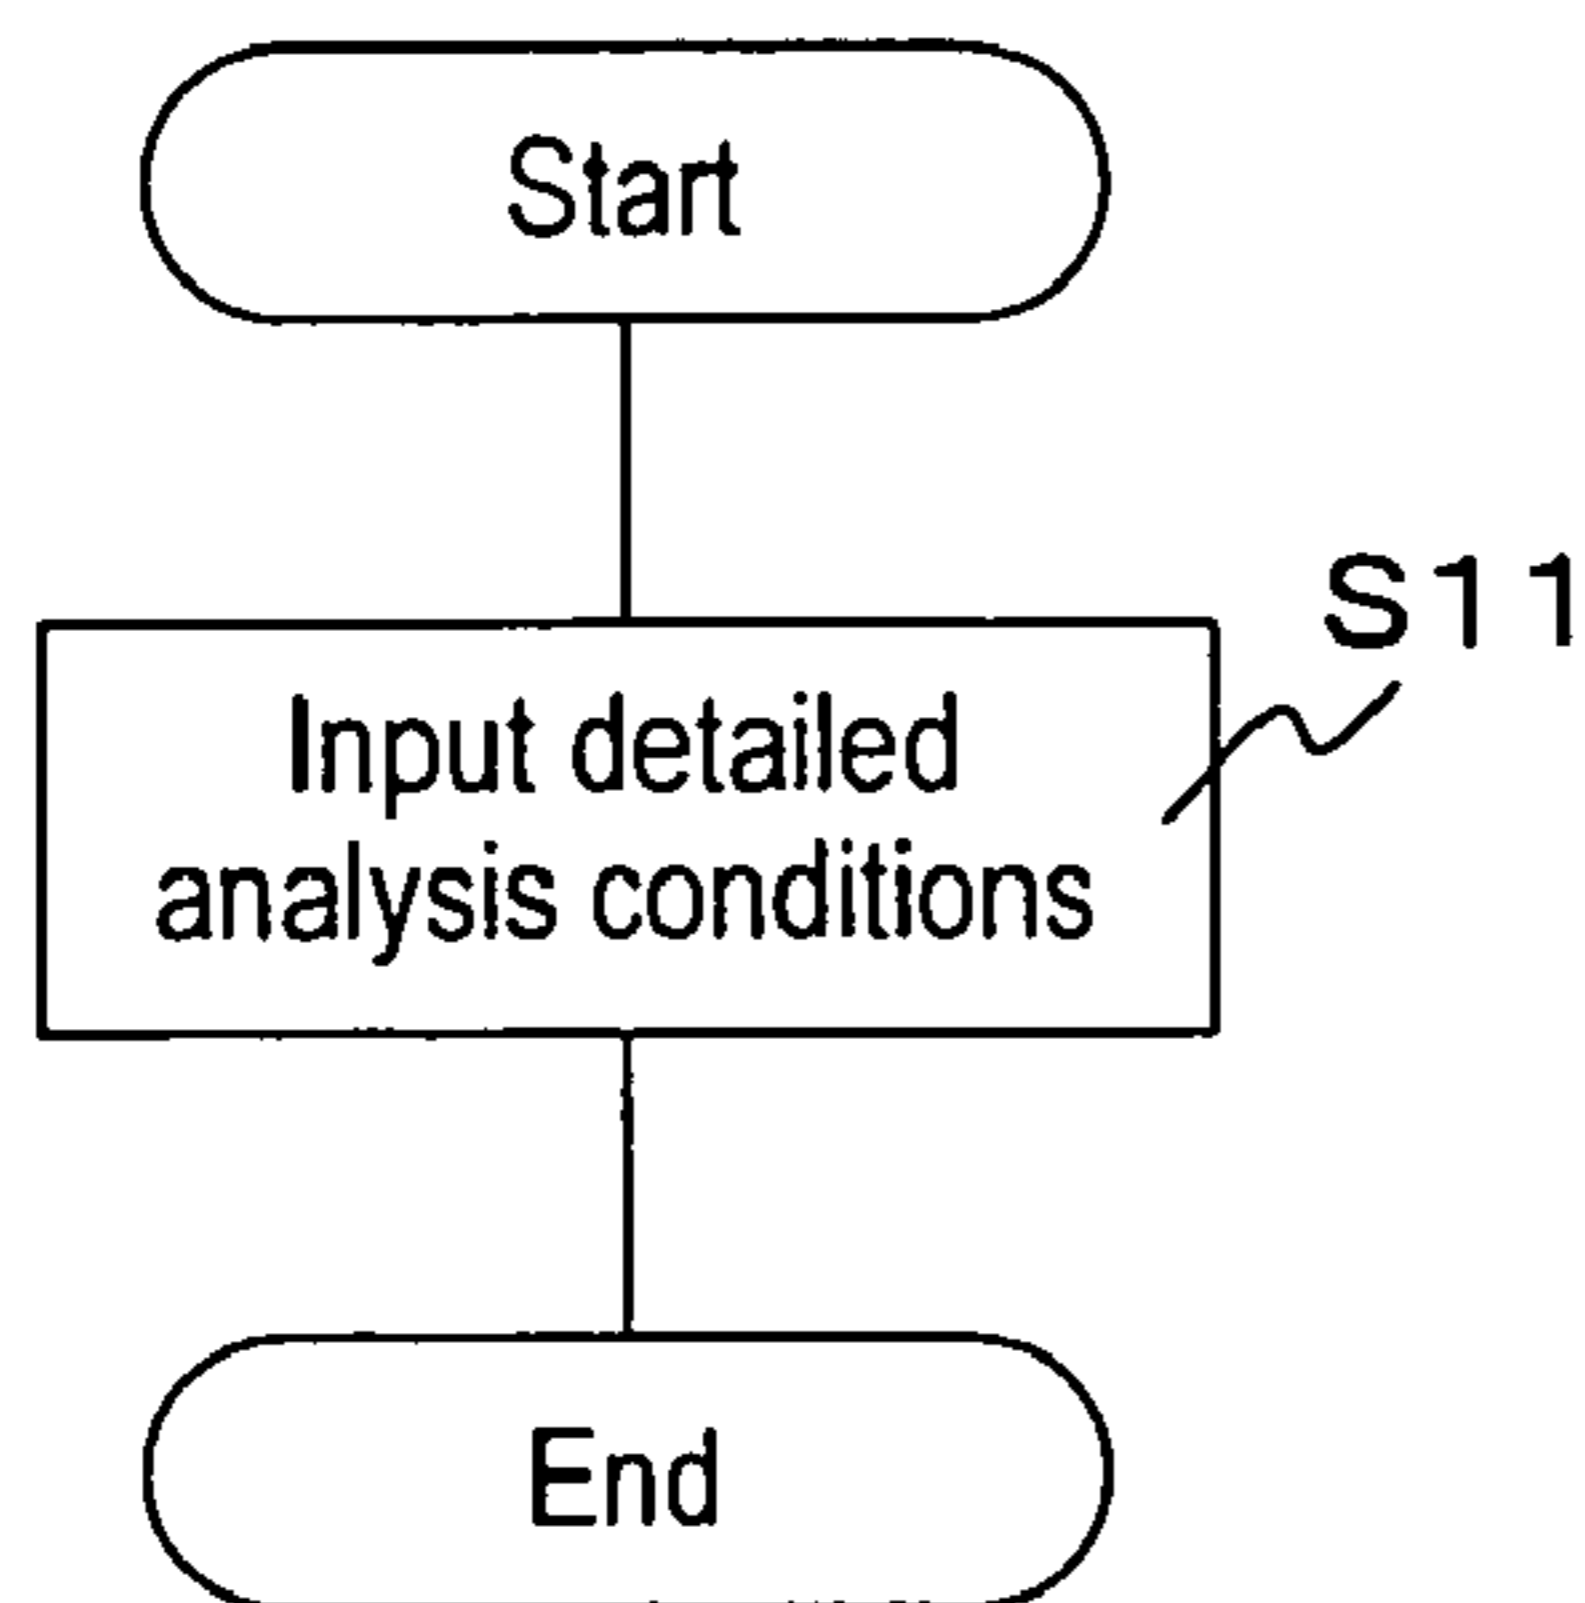 Start
S11
Input detailed
analysis conditions
End